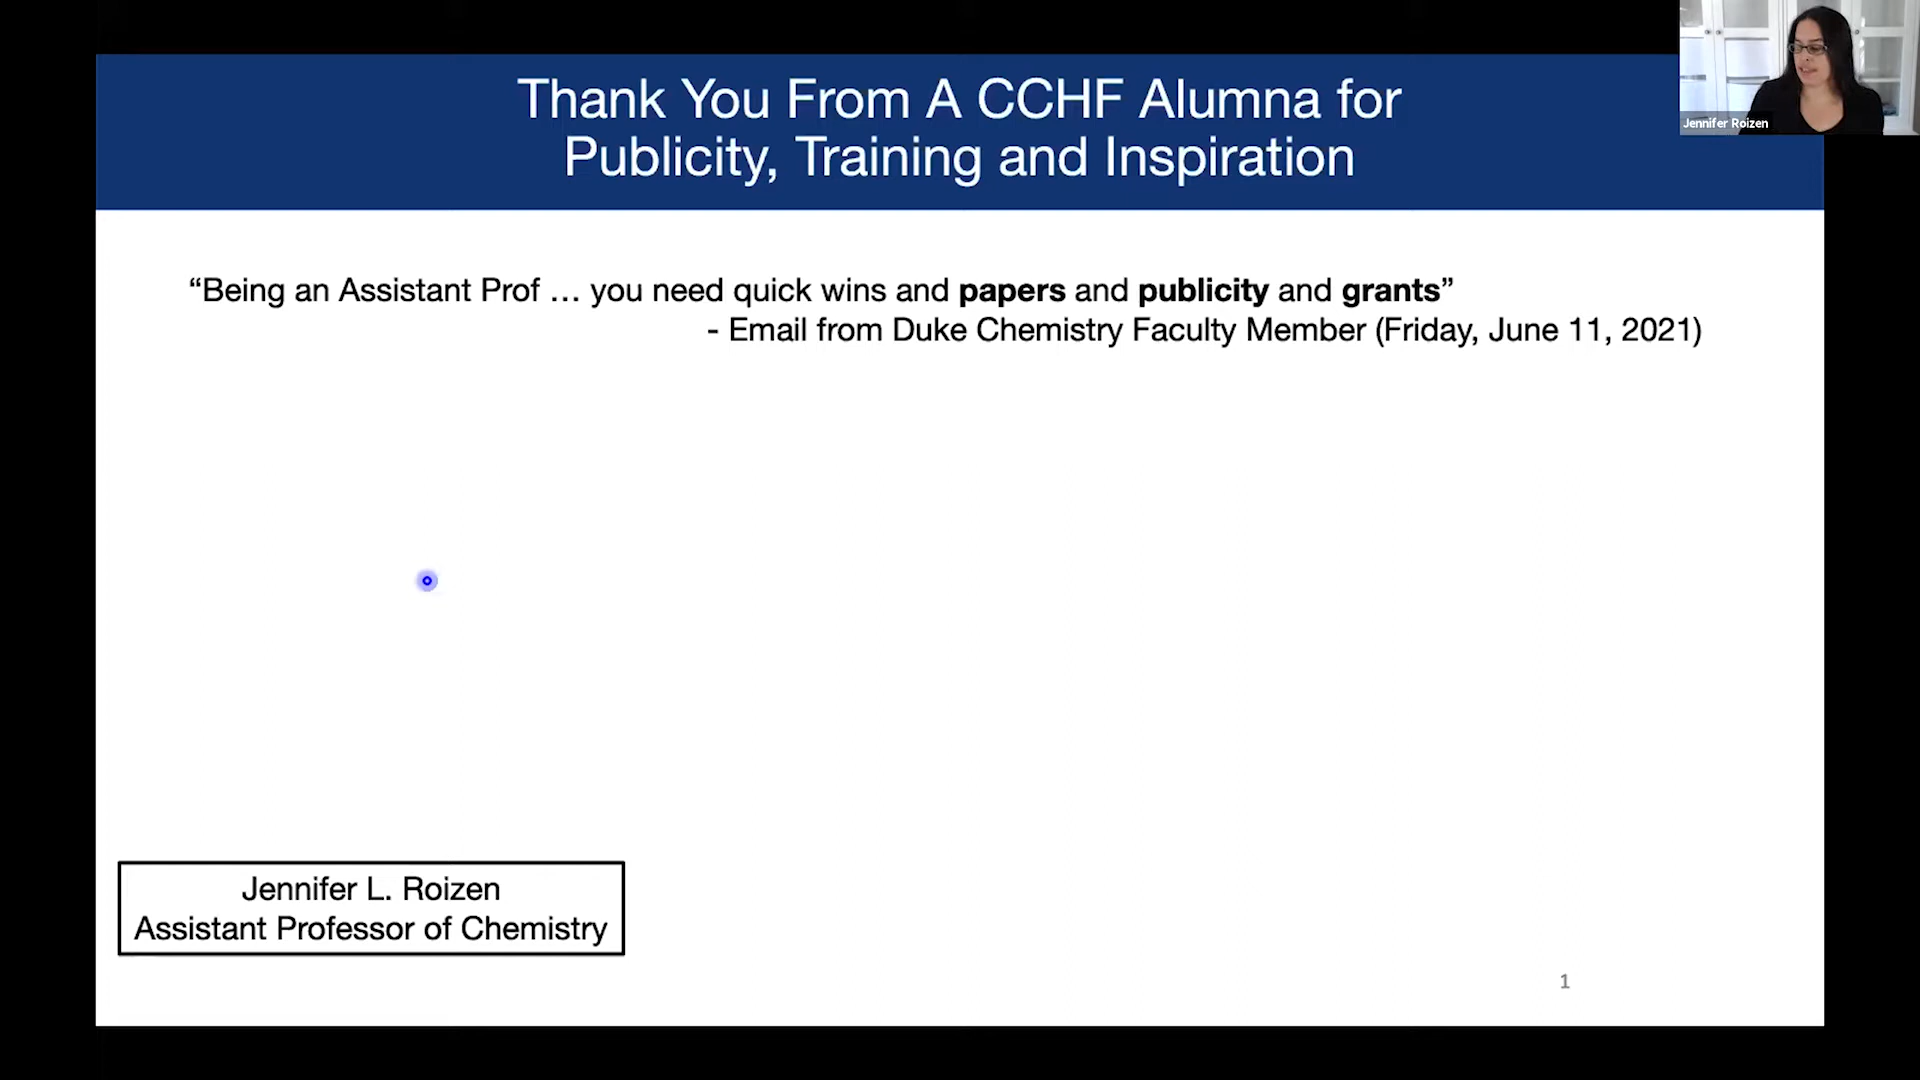 Thank You From A CCHF Alumna for
Publicity, Training and Inspiration
Jennifer Roizen
“Being an Assistant Prof … you need quick wins and papers and publicity and grants”
- Email from Duke Chemistry Faculty Member (Friday, June 11, 2021)
Jennifer L. Roizen
Assistant Professor of Chemistry
1